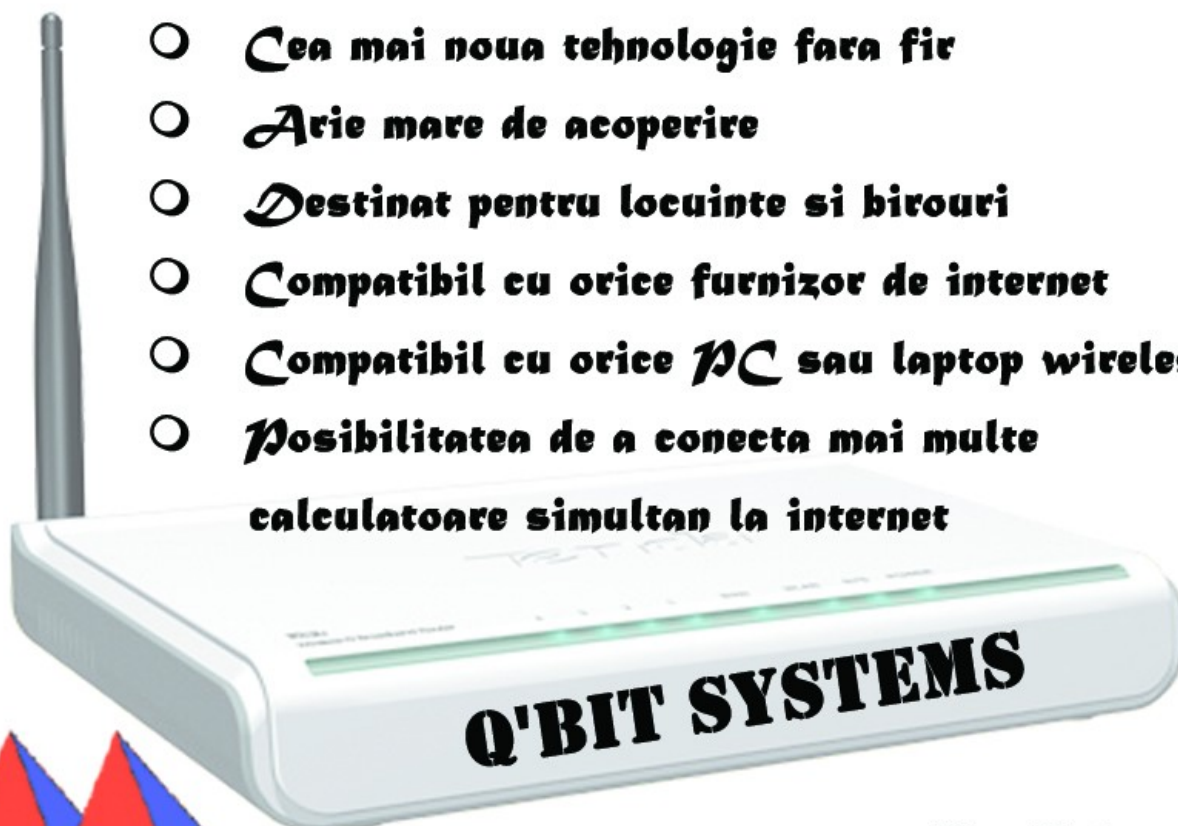 Cea mai noua tehnologie fara fir
Arie mare de acoperire
Destinat pentru locuinte si birouri
Compatibil cu orice furnizor de internet
Compatibil cu orice PC sau laptop wireles
Posibilitatea de a conecta mai multe
calculatoare simultan la internet
Q'BIT SYSTEMS